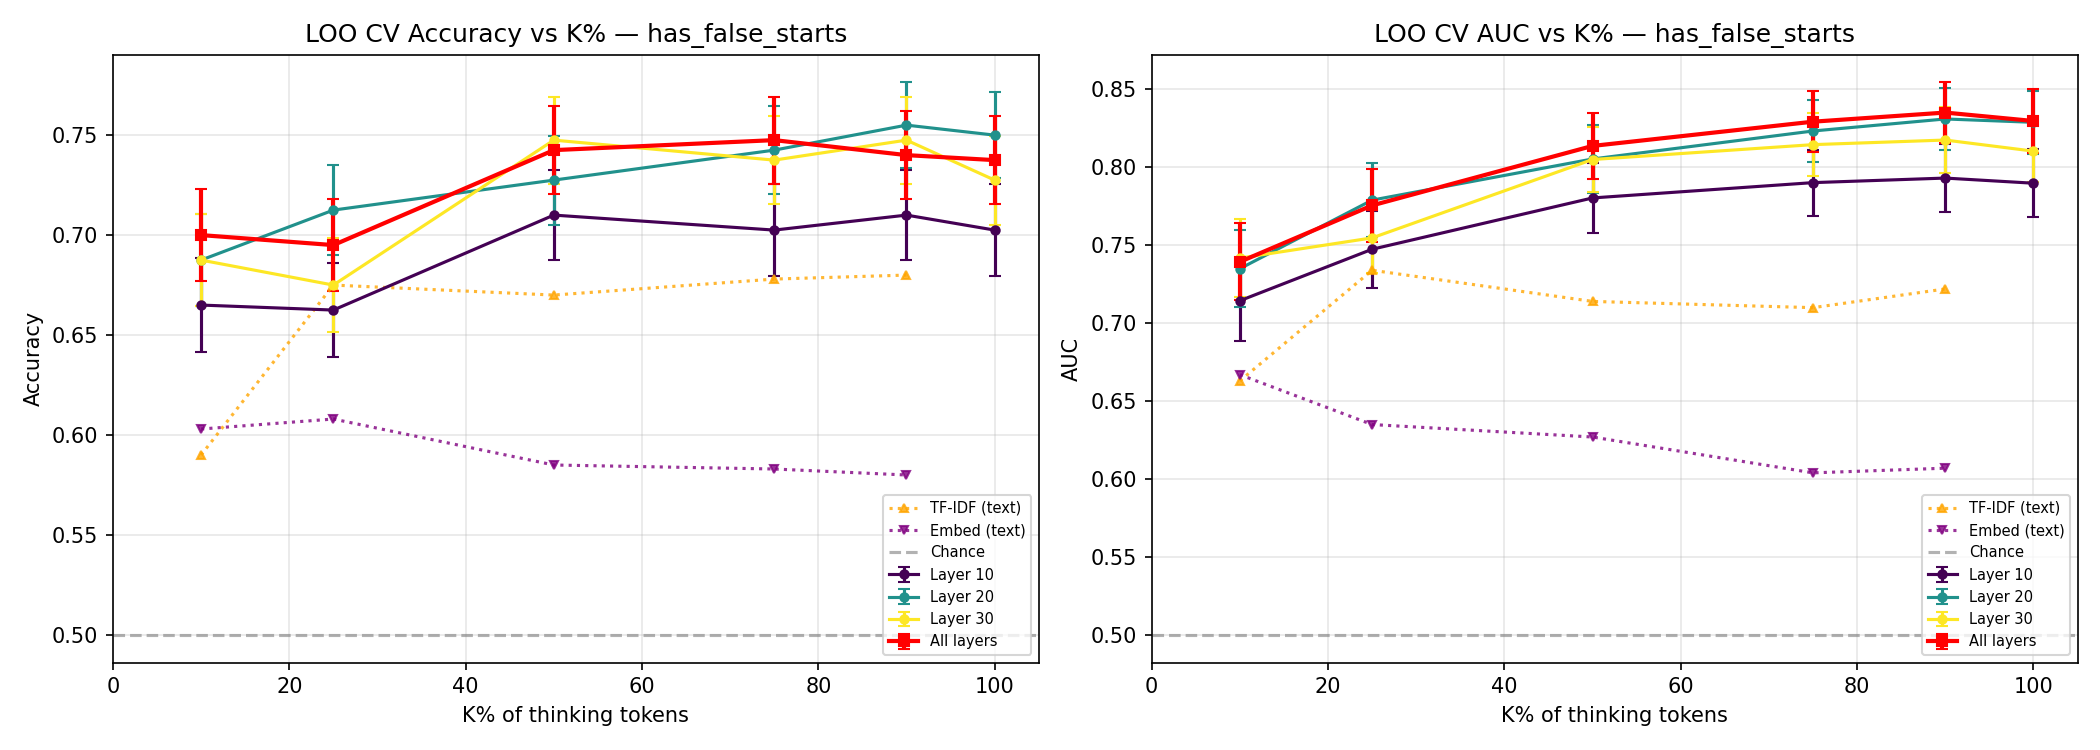 LOO CV Accuracy vs K% — has_false_starts
Accuracy
0.75
0.70
0.65
0.60
0.55
0.50
0
20
40
60
80
100
K% of thinking tokens
TF-IDF (text)
Embed (text)
Chance
Layer 10
Layer 20
Layer 30
All layers
LOO CV AUC vs K% — has_false_starts
AUC
0.85
0.80
0.75
0.70
0.65
0.60
0.55
0.50
0
20
40
60
80
100
K% of thinking tokens
TF-IDF (text)
Embed (text)
Chance
Layer 10
Layer 20
Layer 30
All layers